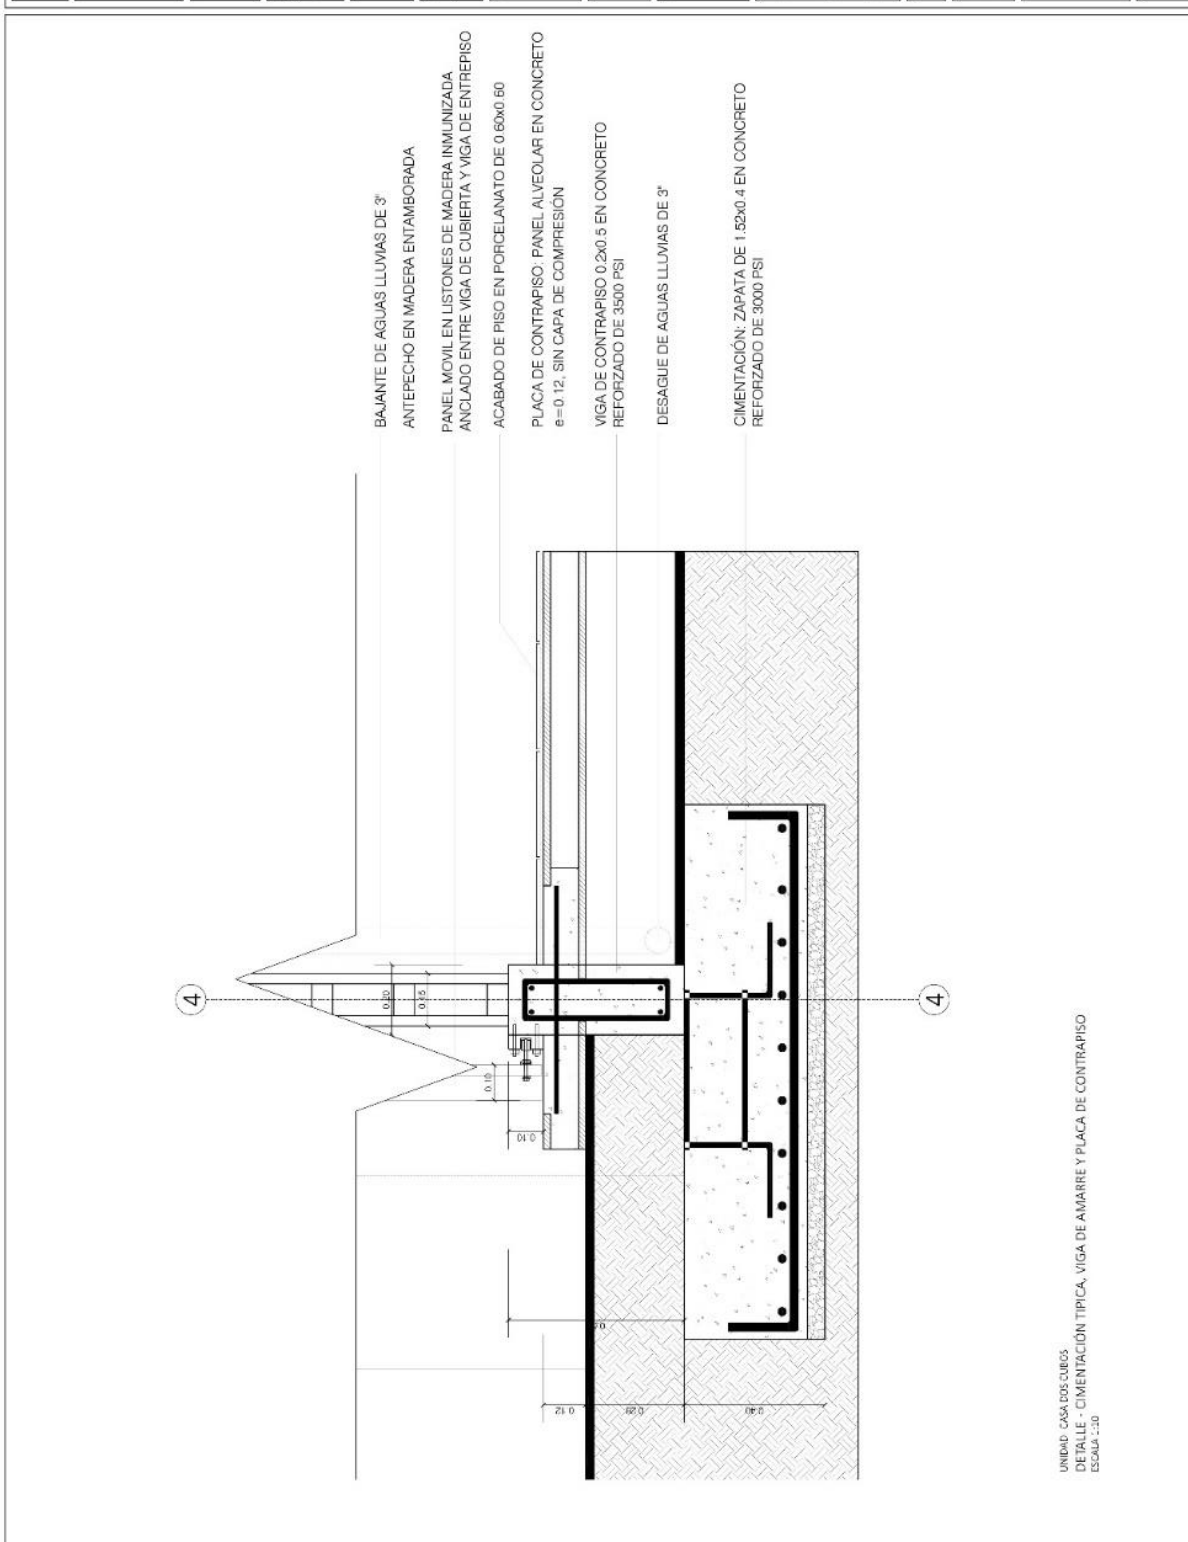 BAJANTE DE AGUAS LLUVIAS DE 3"
ANTEPECHO EN MADERA ENTAMBORADA
PANEL MOVIL EN LISTONES DE MADERA INMUNIZADA
ANCLADO ENTRE VIGA DE CUBIERTA Y VIGA DE ENTREPISO
ACABADO DE PISO EN PORCELANATO DE 0.60x0.60
PLACA DE CONTRAPISO: PANEL ALVEOLAR EN CONCRETO
e=0.12, SIN CAPA DE COMPRESIÓN
VIGA DE CONTRAPISO 0.2x0.5 EN CONCRETO
REFORZADO DE 3500 PSI
DESAGUE DE AGUAS LLUVIAS DE 3"
CIMENTACIÓN: ZAPATA DE 1.52x0.4 EN CONCRETO
REFORZADO DE 3000 PSI
4
0.20
0.15
0.10
0.10
0.12
0.28
0.40
4
UNIDAD CASA DOS CUBOS
DETALLE - CIMENTACIÓN TIPICA, VIGA DE AMARRE Y PLACA DE CONTRAPISO
ESCALA 1:10